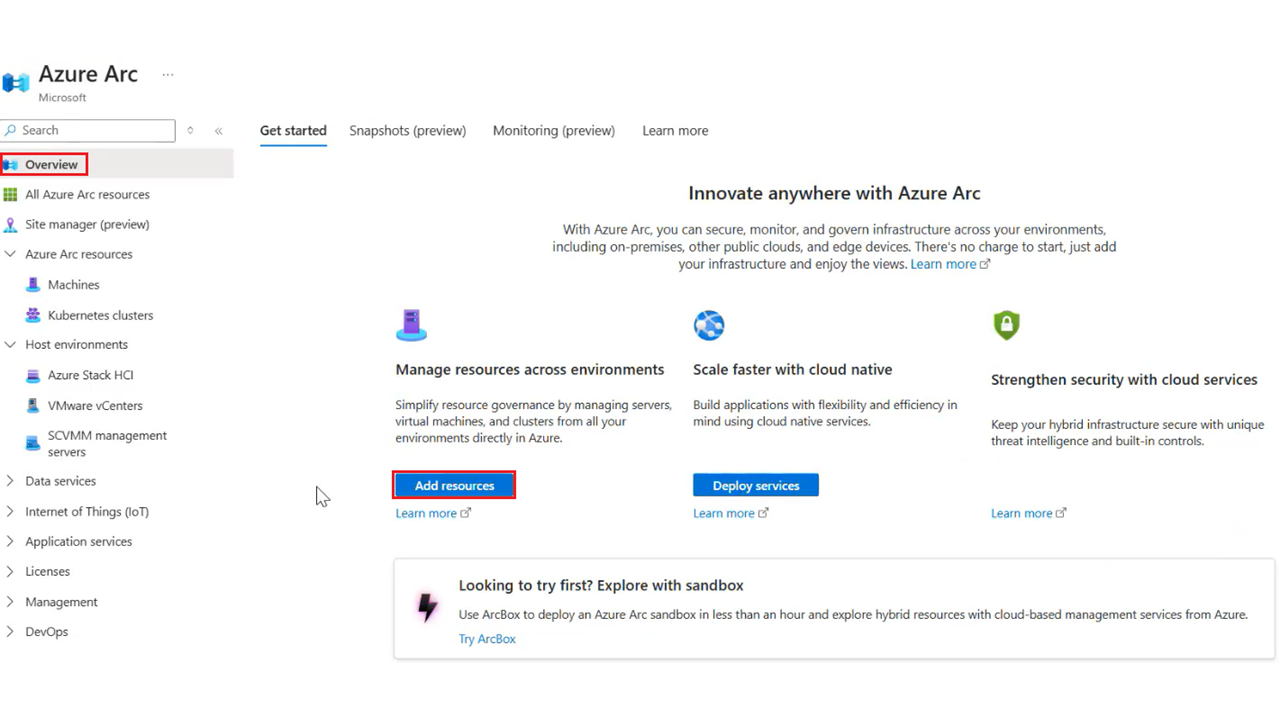 Azure Arc
...
Microsoft
Search
Overview
All Azure Arc resources
Site manager (preview)
Azure Arc resources
Machines
Kubernetes clusters
Host environments
Azure Stack HCI
VMware vCenters
SCVMM management
servers
Data services
Internet of Things (IoT)
Application services
Licenses
Management
DevOps
Get started Snapshots (preview) Monitoring (preview) Learn more
Innovate anywhere with Azure Arc
With Azure Arc, you can secure, monitor, and govern infrastructure across your environments,
including on-premises, other public clouds, and edge devices. There's no charge to start, just add
your infrastructure and enjoy the views. Learn more
Manage resources across environments
Simplify resource governance by managing servers,
virtual machines, and clusters from all your
environments directly in Azure.
Add resources
Learn more
Scale faster with cloud native
Build applications with flexibility and efficiency in
mind using cloud native services.
Deploy services
Learn more
Strengthen security with cloud services
Keep your hybrid infrastructure secure with unique
threat intelligence and built-in controls.
Learn more
Looking to try first? Explore with sandbox
Use ArcBox to deploy an Azure Arc sandbox in less than an hour and explore hybrid resources with cloud-based management services from Azure.
Try ArcBox